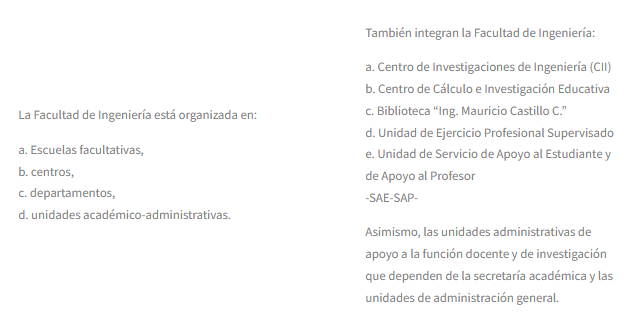 La Facultad de Ingeniería está organizada en:
a. Escuelas facultativas,
b. centros,
c. departamentos,
d. unidades académico-administrativas.
También integran la Facultad de Ingeniería:
a. Centro de Investigaciones de Ingeniería (CII)
b. Centro de Cálculo e Investigación Educativa
c. Biblioteca “Ing. Mauricio Castillo C.”
d. Unidad de Ejercicio Profesional Supervisado
e. Unidad de Servicio de Apoyo al Estudiante y
de Apoyo al Profesor
-SAE-SAP-
Asimismo, las unidades administrativas de
apoyo a la función docente y de investigación
que dependen de la secretaría académica y las
unidades de administración general.